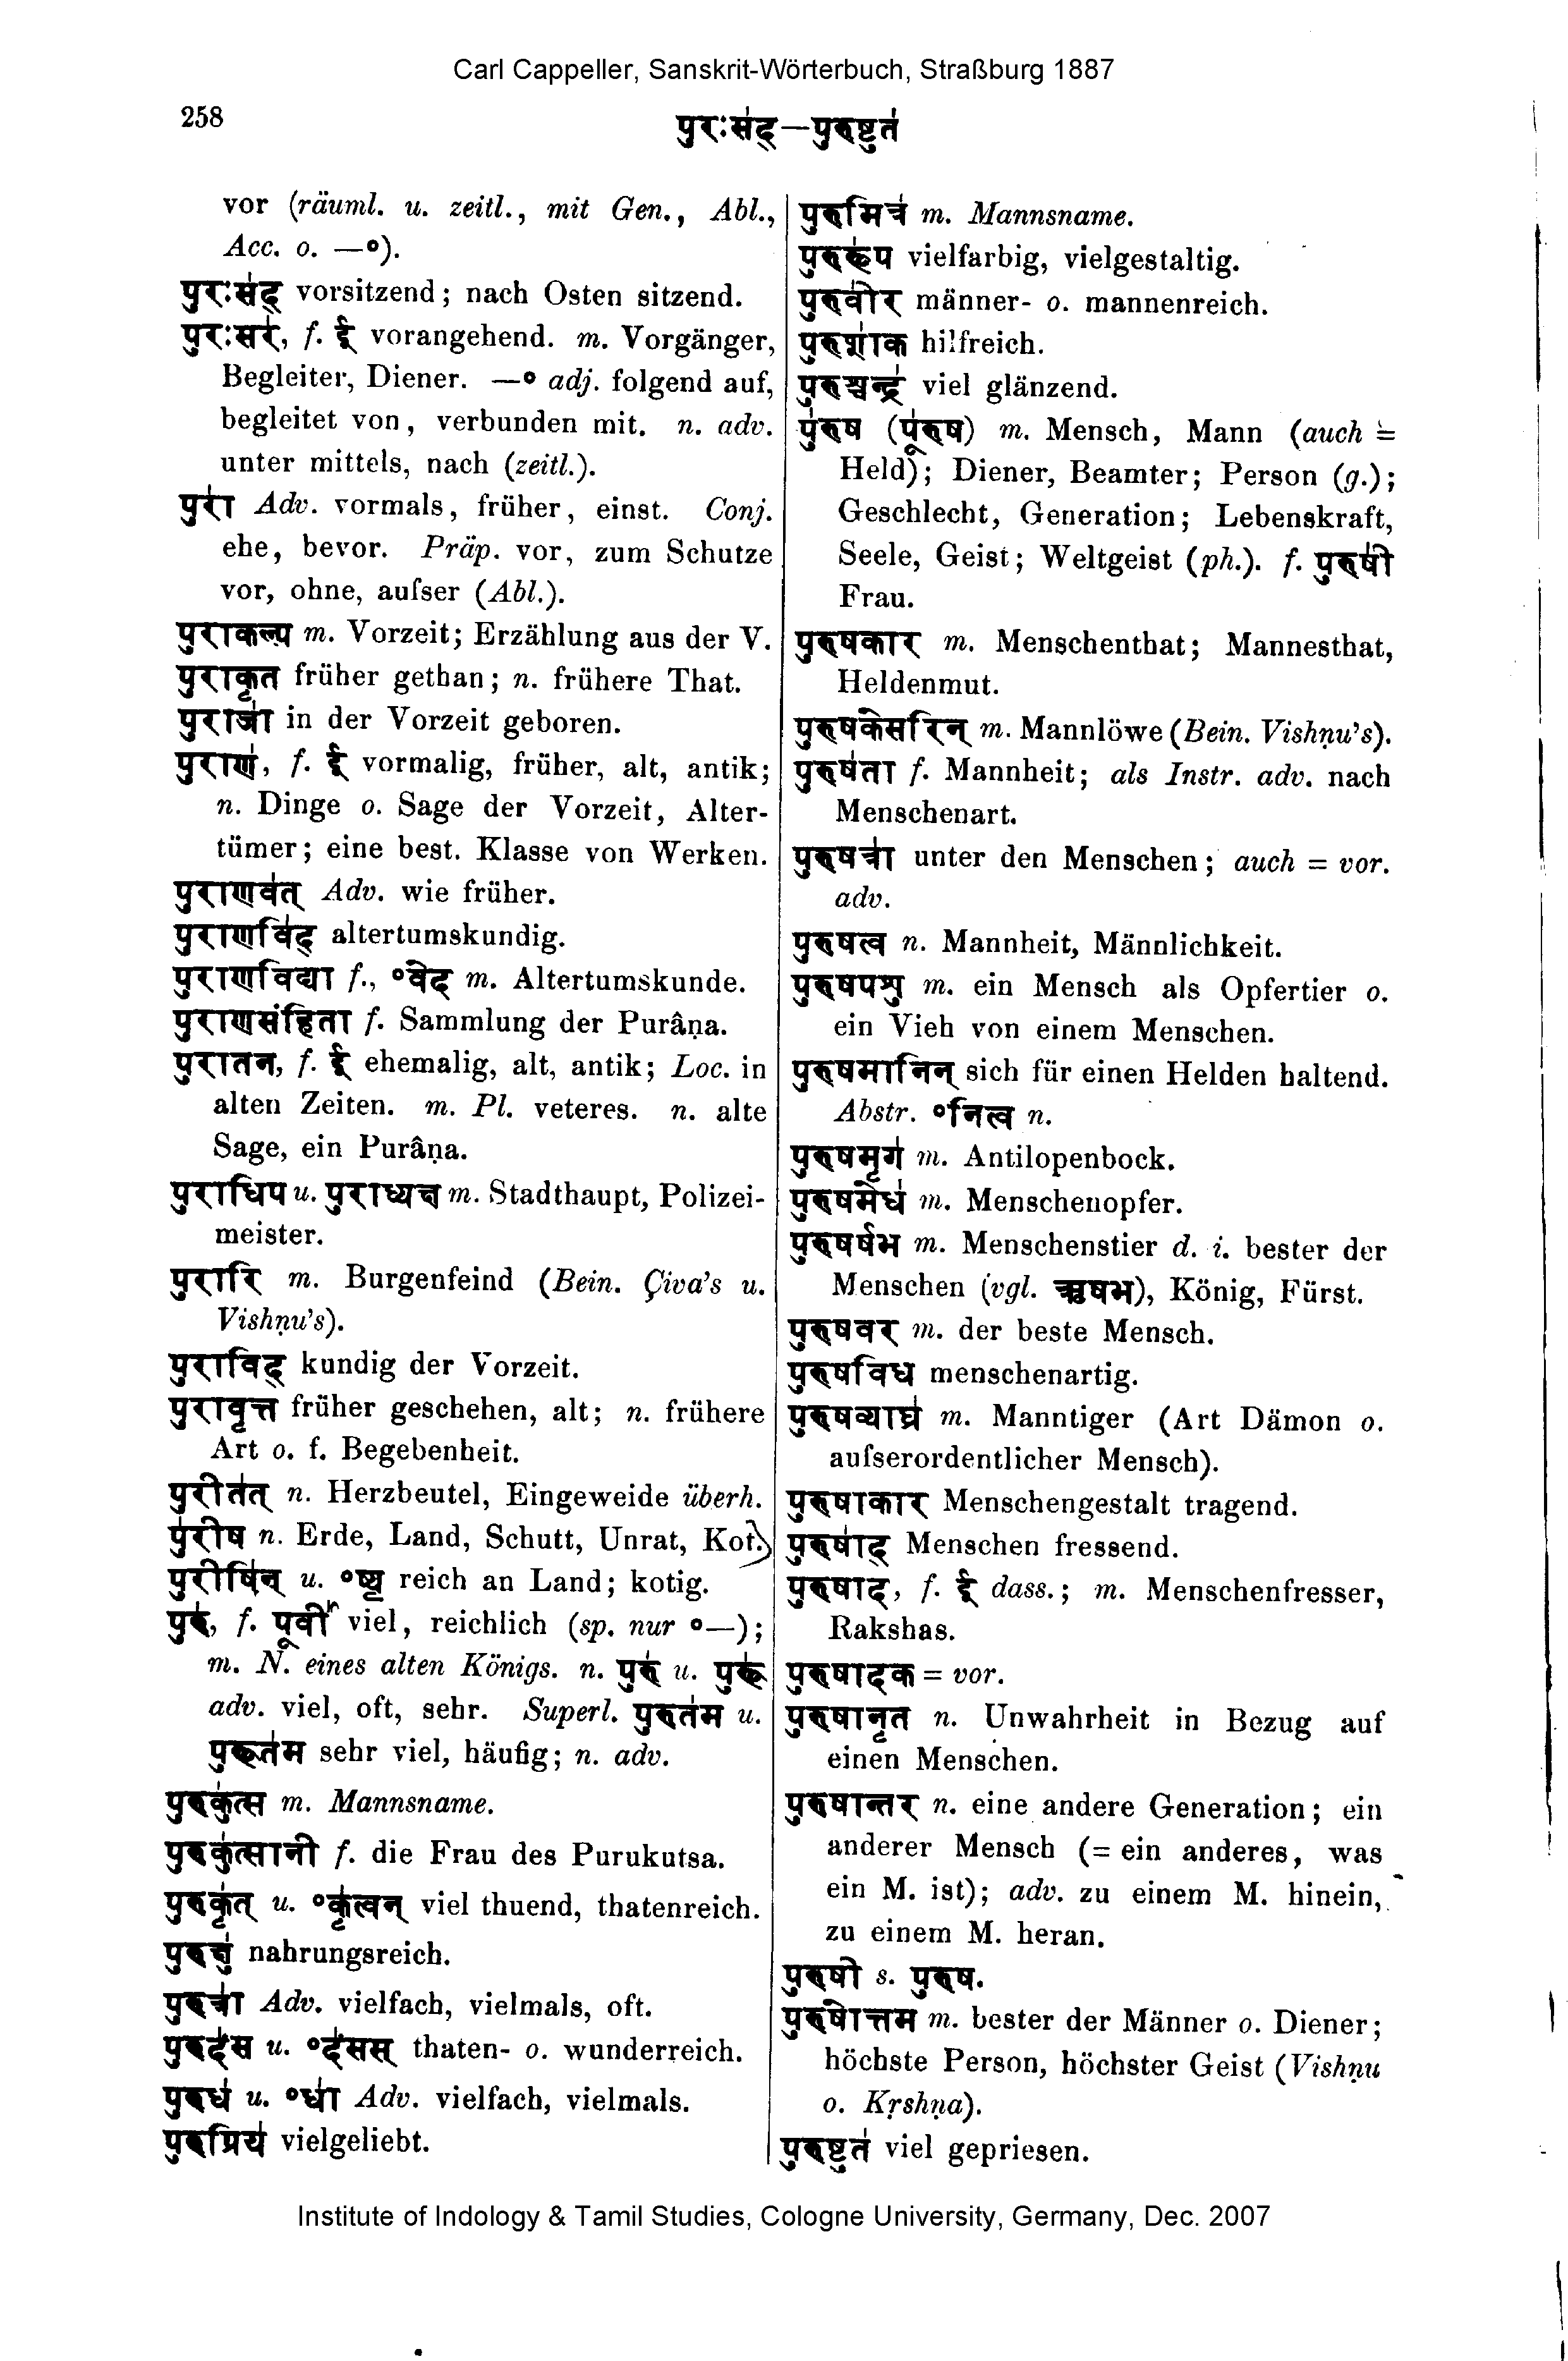 Carl Cappeller, Sanskrit-Wörterbuch, Straßburg 1887
258
पुरःस॑द्—पुरुष्टुत॑
vor (räuml. u. zeitl., mit Gen., Abl.,
Acc. o. —°).
पुरःस॑द् vorsitzend; nach Osten sitzend.
पुरःसर॑, f. ई॑ vorangehend. m. Vorgänger,
Begleiter, Diener. —° adj. folgend auf,
begleitet von, verbunden mit. n. adv.
unter mittels, nach (zeitl.).
पुरा॑ Adv. vormals, früher, einst. Conj.
ehe, bevor. Präp. vor, zum Schutze
vor, ohne, auſser (Abl.).
पुराकल्प m. Vorzeit; Erzählung aus der V.
पुराकृत früher gethan; n. frühere That.
पुराजा॑ in der Vorzeit geboren.
पुराण॑, f. ई॑ vormalig, früher, alt, antik;
n. Dinge o. Sage der Vorzeit, Alter-
tümer; eine best. Klasse von Werken.
पुराणव॑त् Adv. wie früher.
पुराणवि॑द् altertumskundig.
पुराणविद्या f., °वेद m. Altertumskunde.
पुराणसंहिता f. Sammlung der Purâṇa.
पुरातन, f. ई॑ ehemalig, alt, antik; Loc. in
alten Zeiten. m. Pl. veteres. n. alte
Sage, ein Purâṇa.
पुराधिप u. पुराध्यक्ष m. Stadthaupt, Polizei-
meister.
पुरारि m. Burgenfeind (Bein. Çiva's u.
Vishṇu's).
पुराविद् kundig der Vorzeit.
पुरावृत्त früher geschehen, alt; n. frühere
Art o. f. Begebenheit.
पुरीत॑त् n. Herzbeutel, Eingeweide überh.
पु॑रीष n. Erde, Land, Schutt, Unrat, Kot.
पुरीषि॑न् u. °ष्य reich an Land; kotig.
पुरु॑, f. पूर्वी॑ viel, reichlich (sp. nur °—);
m. N. eines alten Königs. n. पुरु॑ u. पुरू॑
adv. viel, oft, sehr. Superl. पुरुत॑म u.
पुरूत॑म sehr viel, häufig; n. adv.
पुरुकु॑त्स m. Mannsname.
पुरुकु॑त्सानी f. die Frau des Purukutsa.
पुरुकृ॑त् u. °कृ॑त्वन् viel thuend, thatenreich.
पुरुक्षु॑ nahrungsreich.
पुरुत्रा॑ Adv. vielfach, vielmals, oft.
पुरुदं॑स u. °दं॑सस् thaten- o. wunderreich.
पुरुध॑ u. °धा॑ Adv. vielfach, vielmals.
पुरुप्रिय॑ vielgeliebt.
पुरुमित्र॑ m. Mannsname.
पुरुरू॑प vielfarbig, vielgestaltig.
पुरुवी॑र männer- o. mannenreich.
पुरुशा॑क hilfreich.
पुरुश्चन्द्र॑ viel glänzend.
पु॑रुष (पू॑रुष) m. Mensch, Mann (auch =
Held); Diener, Beamter; Person (g.);
Geschlecht, Generation; Lebenskraft,
Seele, Geist; Weltgeist (ph.). f. पुरुषी॑
Frau.
पुरुषकार m. Menschenthat; Mannesthat,
Heldenmut.
पुरुषकेसरिन् m. Mannlöwe (Bein. Vishṇu's).
पुरुष॑ता f. Mannheit; als Instr. adv. nach
Menschenart.
पुरुषत्रा॑ unter den Menschen; auch = vor.
adv.
पुरुषत्व n. Mannheit, Männlichkeit.
पुरुषपशु m. ein Mensch als Opfertier o.
ein Vieh von einem Menschen.
पुरुषमानिन् sich für einen Helden haltend.
Abstr. °नित्व n.
पुरुषमृग॑ m. Antilopenbock.
पुरुषमेध॑ m. Menschenopfer.
पुरुषर्षभ m. Menschenstier d. i. bester der
Menschen (vgl. ऋषभ), König, Fürst.
पुरुषवर m. der beste Mensch.
पुरुषविध menschenartig.
पुरुषव्याघ्र॑ m. Manntiger (Art Dämon o.
auſserordentlicher Mensch).
पुरुषाकार Menschengestalt tragend.
पुरुषा॑द् Menschen fressend.
पुरुषाद, f. ई॑ dass.; m. Menschenfresser,
Rakshas.
पुरुषादक = vor.
पुरुषानृत n. Unwahrheit in Bezug auf
einen Menschen.
पुरुषान्तर n. eine andere Generation; ein
anderer Mensch (= ein anderes, was
ein M. ist); adv. zu einem M. hinein,
zu einem M. heran.
पुरुषी s. पुरुष.
पुरुषोत्तम m. bester der Männer o. Diener;
höchste Person, höchster Geist (Vishṇu
o. Kṛshṇa).
पुरुष्टुत॑ viel gepriesen.
Institute of Indology & Tamil Studies, Cologne University, Germany, Dec. 2007